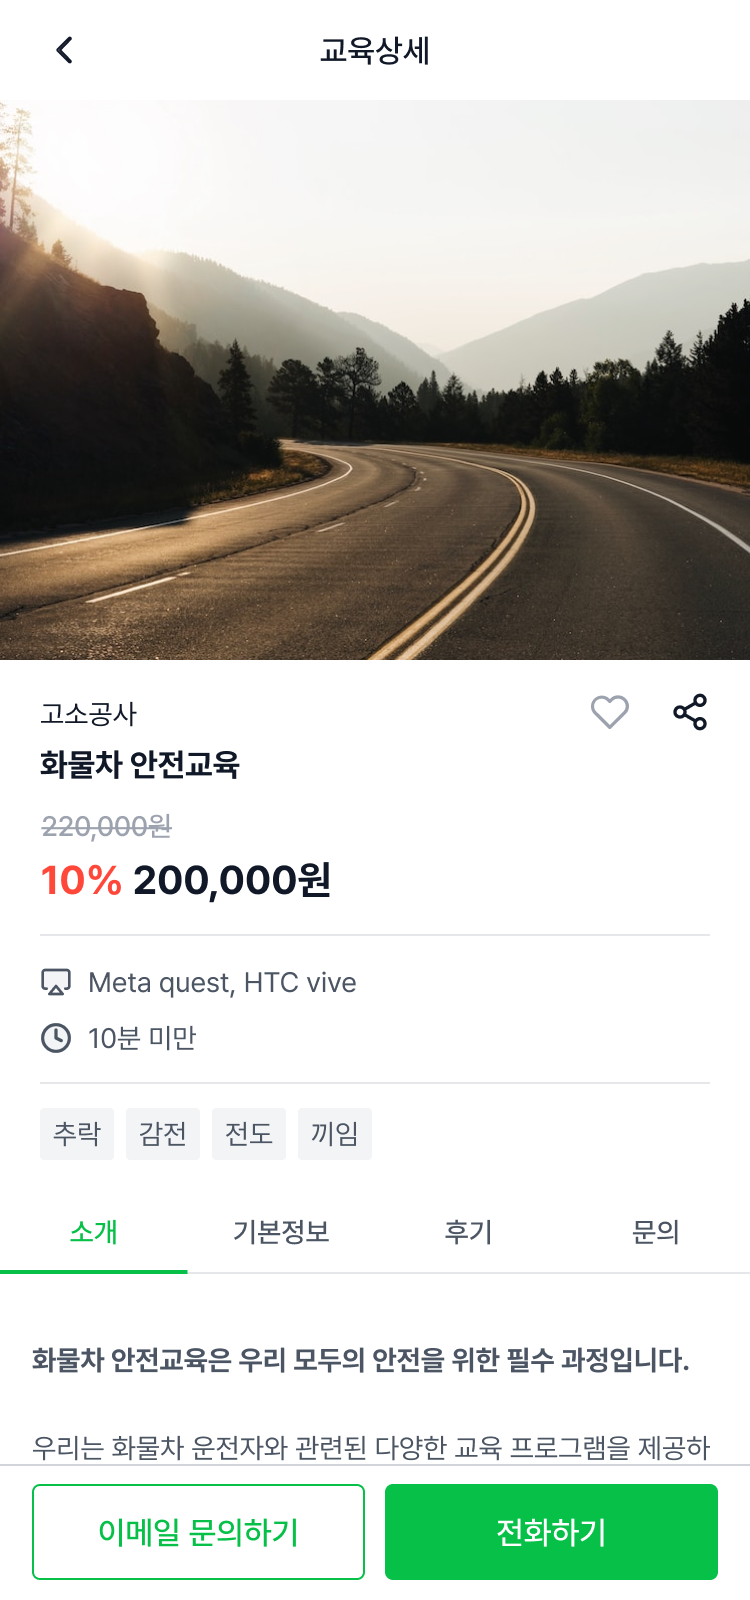 교육상세
고소공사
화물차 안전교육
220,000원
10% 200,000원
Meta quest, HTC vive
10분 미만
추락 감전 전도 끼임
소개 기본정보 후기 문의
화물차 안전교육은 우리 모두의 안전을 위한 필수 과정입니다.
우리는 화물차 운전자와 관련된 다양한 교육 프로그램을 제공하
이메일 문의하기 전화하기